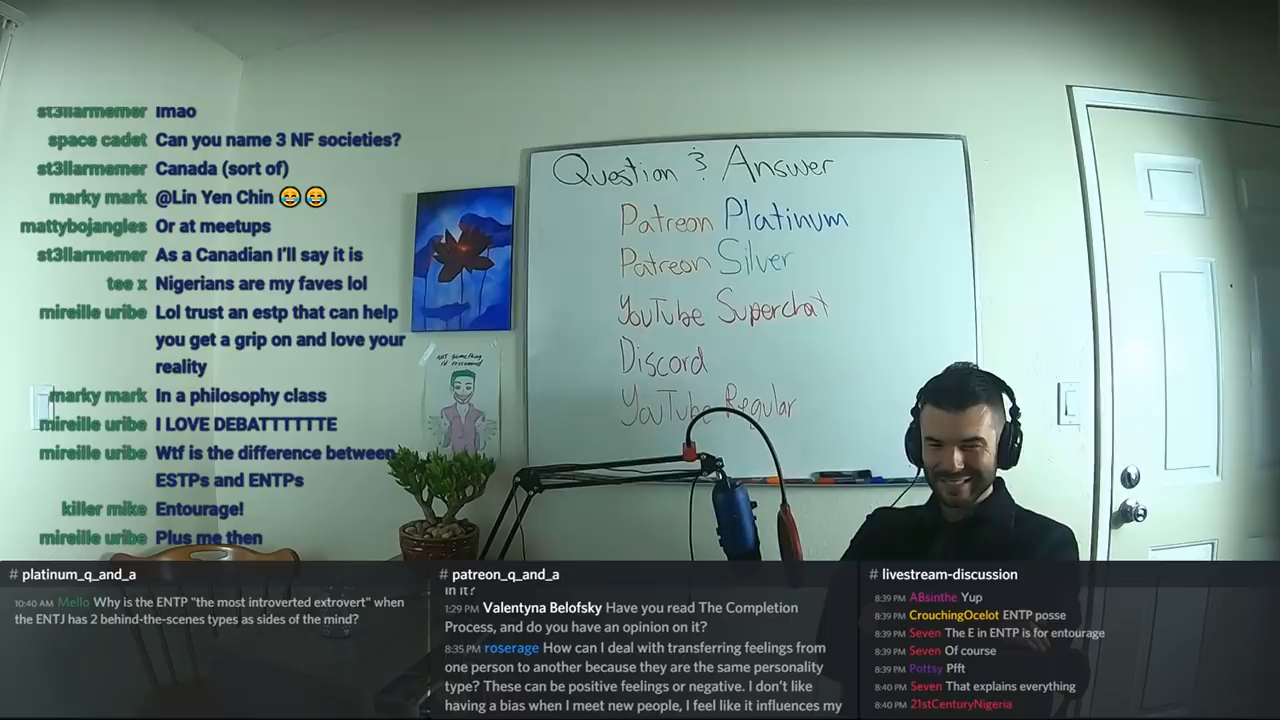 st3llarmemer lmao
space cadet Can you name 3 NF societies?
st3llarmemer Canada (sort of)
marky mark @Lin Yen Chin 😂😂
mattybojangles Or at meetups
st3llarmemer As a Canadian I'll say it is
tee x Nigerians are my faves lol
mireille uribe Lol trust an estp that can help
you get a grip on and love your
reality
marky mark In a philosophy class
mireille uribe I LOVE DEBATTTTTTE
mireille uribe Wtf is the difference between
ESTPs and ENTPs
killer mike Entourage!
mireille uribe Plus me then
Question & Answer
Patreon Platinum
Patreon Silver
YouTube Superchat
Discord
YouTube Regular
# platinum_q_and_a
10:40 AM Mello Why is the ENTP "the most introverted extrovert" when
the ENTJ has 2 behind-the-scenes types as sides of the mind?
# patreon_q_and_a
in it?
1:29 PM Valentyna Belofsky Have you read The Completion
Process, and do you have an opinion on it?
8:35 PM roserage How can I deal with transferring feelings from
one person to another because they are the same personality
type? These can be positive feelings or negative. I don't like
having a bias when I meet new people, I feel like it influences my
# livestream-discussion
8:39 PM ABsinthe Yup
8:39 PM CrouchingOcelot ENTP posse
8:39 PM Seven The E in ENTP is for entourage
8:39 PM Seven Of course
8:39 PM Pottsy Pfft
8:40 PM Seven That explains everything
8:40 PM 21stCenturyNigeria